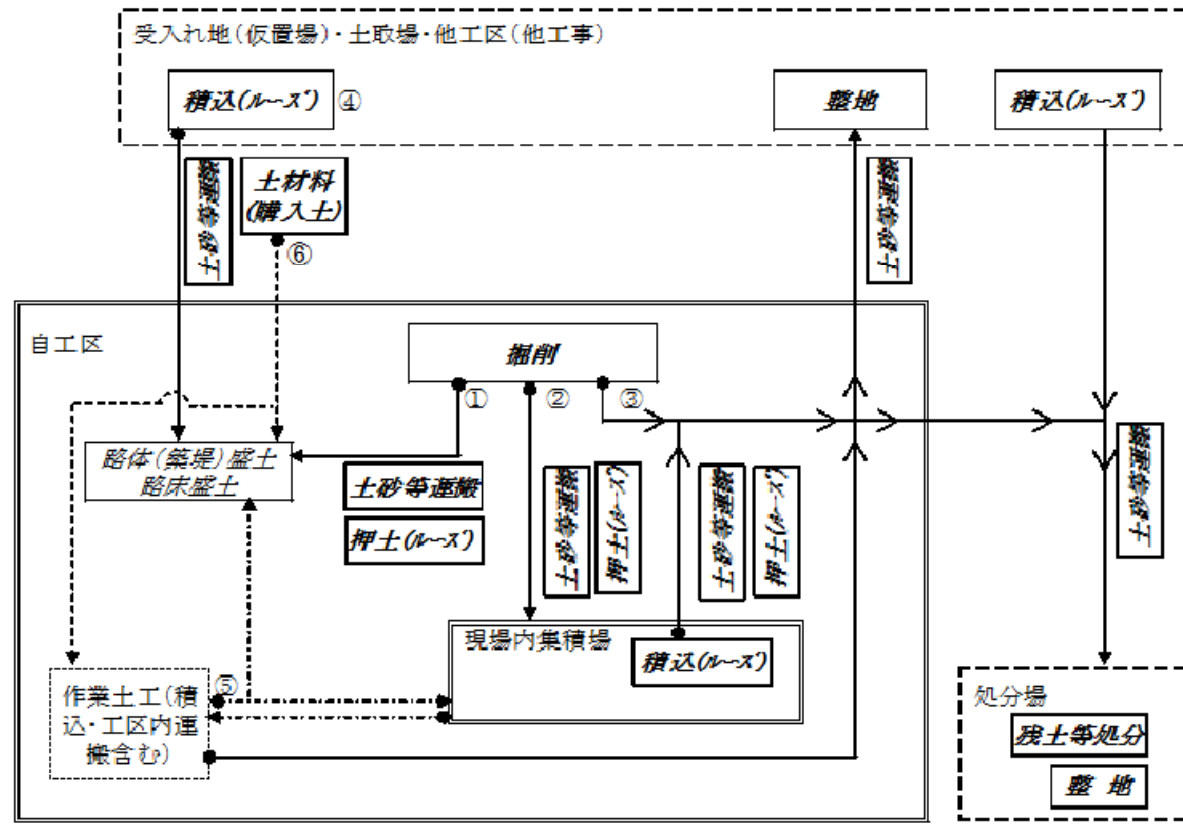 受入れ地(仮置場)・土取場・他工区(他工事)
積込(ルーズ)
④
整地
積込(ルーズ)
土砂等運搬
土材料
(購入土)
⑥
土砂等運搬
自工区
掘削
①
②
③
路体(築堤)盛土
路床盛土
土砂等運搬
押土(ルーズ)
土砂等運搬
押土(ルーズ)
土砂等運搬
押土(ルーズ)
土砂等運搬
現場内集積場
積込(ルーズ)
作業土工(積
込・工区内運
搬含む)
⑤
処分場
残土等処分
整 地